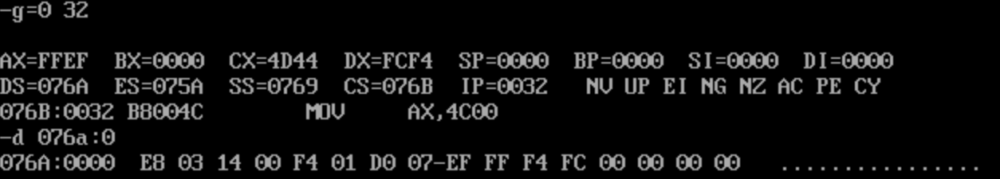 -g=0 32
AX=FFEF BX=0000 CX=4D44 DX=FCF4 SP=0000 BP=0000 SI=0000 DI=0000
DS=076A ES=075A SS=0769 CS=076B IP=0032 NV UP EI NG NZ AC PE CY
076B:0032 B8004C MOV AX,4C00
-d 076a:0
076A:0000 E8 03 14 00 F4 01 D0 07-EF FF F4 FC 00 00 00 00 ................